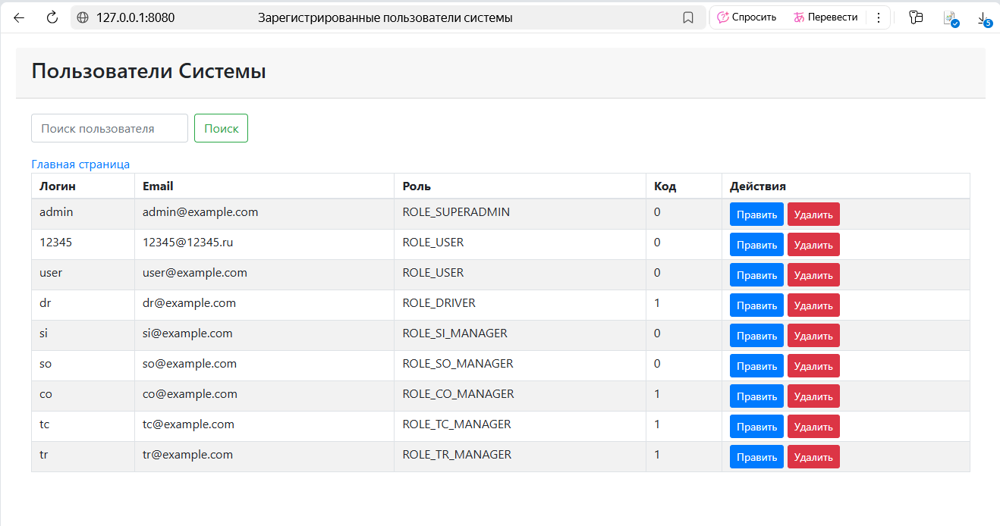 127.0.0.1:8080 Зарегистрированные пользователи системы Спросить Перевести
5
Пользователи Системы
Поиск пользователя Поиск
Главная страница
Логин Email Роль Код Действия
admin admin@example.com ROLE_SUPERADMIN 0 Править Удалить
12345 12345@12345.ru ROLE_USER 0 Править Удалить
user user@example.com ROLE_USER 0 Править Удалить
dr dr@example.com ROLE_DRIVER 1 Править Удалить
si si@example.com ROLE_SI_MANAGER 0 Править Удалить
so so@example.com ROLE_SO_MANAGER 0 Править Удалить
co co@example.com ROLE_CO_MANAGER 1 Править Удалить
tc tc@example.com ROLE_TC_MANAGER 1 Править Удалить
tr tr@example.com ROLE_TR_MANAGER 1 Править Удалить